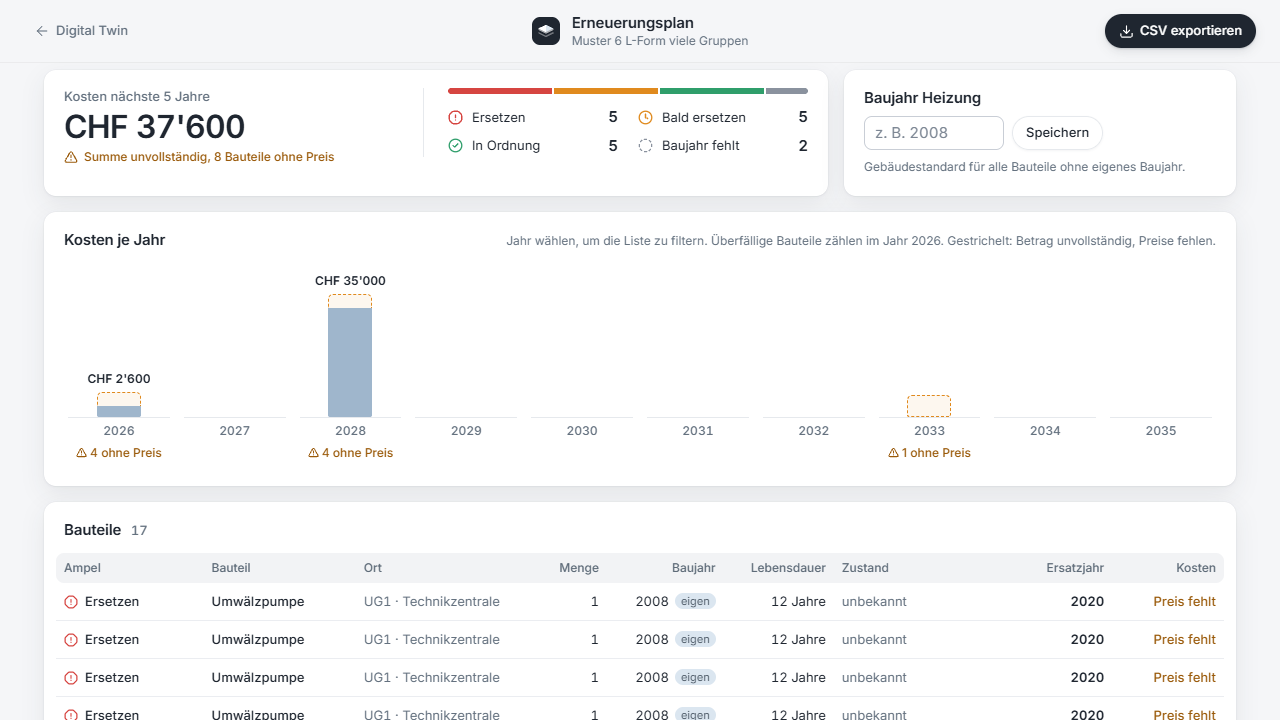 Digital Twin
Erneuerungsplan
Muster 6 L-Form viele Gruppen
CSV exportieren
Kosten nächste 5 Jahre
CHF 37'600
Summe unvollständig, 8 Bauteile ohne Preis
Ersetzen 5
Bald ersetzen 5
In Ordnung 5
Baujahr fehlt 2
Baujahr Heizung
z. B. 2008
Speichern
Gebäudestandard für alle Bauteile ohne eigenes Baujahr.
Kosten je Jahr
Jahr wählen, um die Liste zu filtern. Überfällige Bauteile zählen im Jahr 2026. Gestrichelt: Betrag unvollständig, Preise fehlen.
CHF 35'000
CHF 2'600
2026 2027 2028 2029 2030 2031 2032 2033 2034 2035
4 ohne Preis 4 ohne Preis 1 ohne Preis
Bauteile 17
Ampel Bauteil Ort Menge Baujahr Lebensdauer Zustand Ersatzjahr Kosten
Ersetzen Umwälzpumpe UG1 · Technikzentrale 1 2008 eigen 12 Jahre unbekannt 2020 Preis fehlt
Ersetzen Umwälzpumpe UG1 · Technikzentrale 1 2008 eigen 12 Jahre unbekannt 2020 Preis fehlt
Ersetzen Umwälzpumpe UG1 · Technikzentrale 1 2008 eigen 12 Jahre unbekannt 2020 Preis fehlt
Ersetzen Umwälzpumpe UG1 · Technikzentrale 1 2008 eigen 12 Jahre unbekannt 2020 Preis fehlt